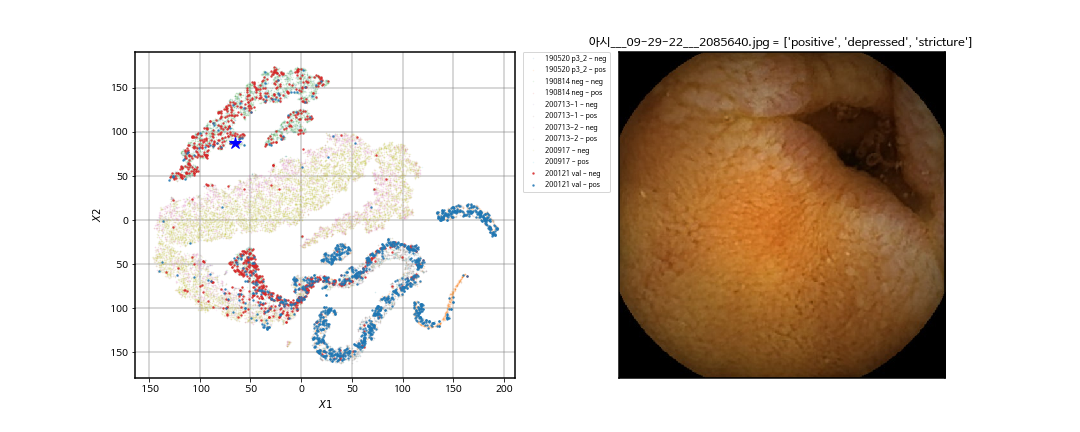 아시___09-29-22___2085640.jpg = ['positive', 'depressed', 'stricture']
190520 p3_2 - neg
190520 p3_2 - pos
190814 neg - neg
190814 neg - pos
200713-1 - neg
200713-1 - pos
200713-2 - neg
200713-2 - pos
200917 - neg
200917 - pos
200121 val - neg
200121 val - pos
150
100
50
0
50
100
150
150
100
50
0
50
100
150
200
X1
X2